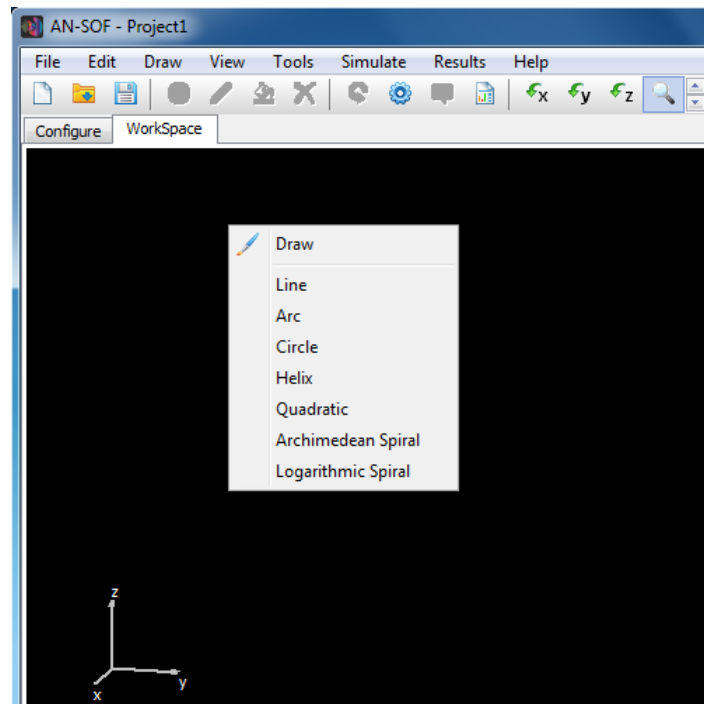 AN-SOF - Project1
File Edit Draw View Tools Simulate Results Help
x y z
Configure WorkSpace
Draw
Line
Arc
Circle
Helix
Quadratic
Archimedean Spiral
Logarithmic Spiral
z
y
x